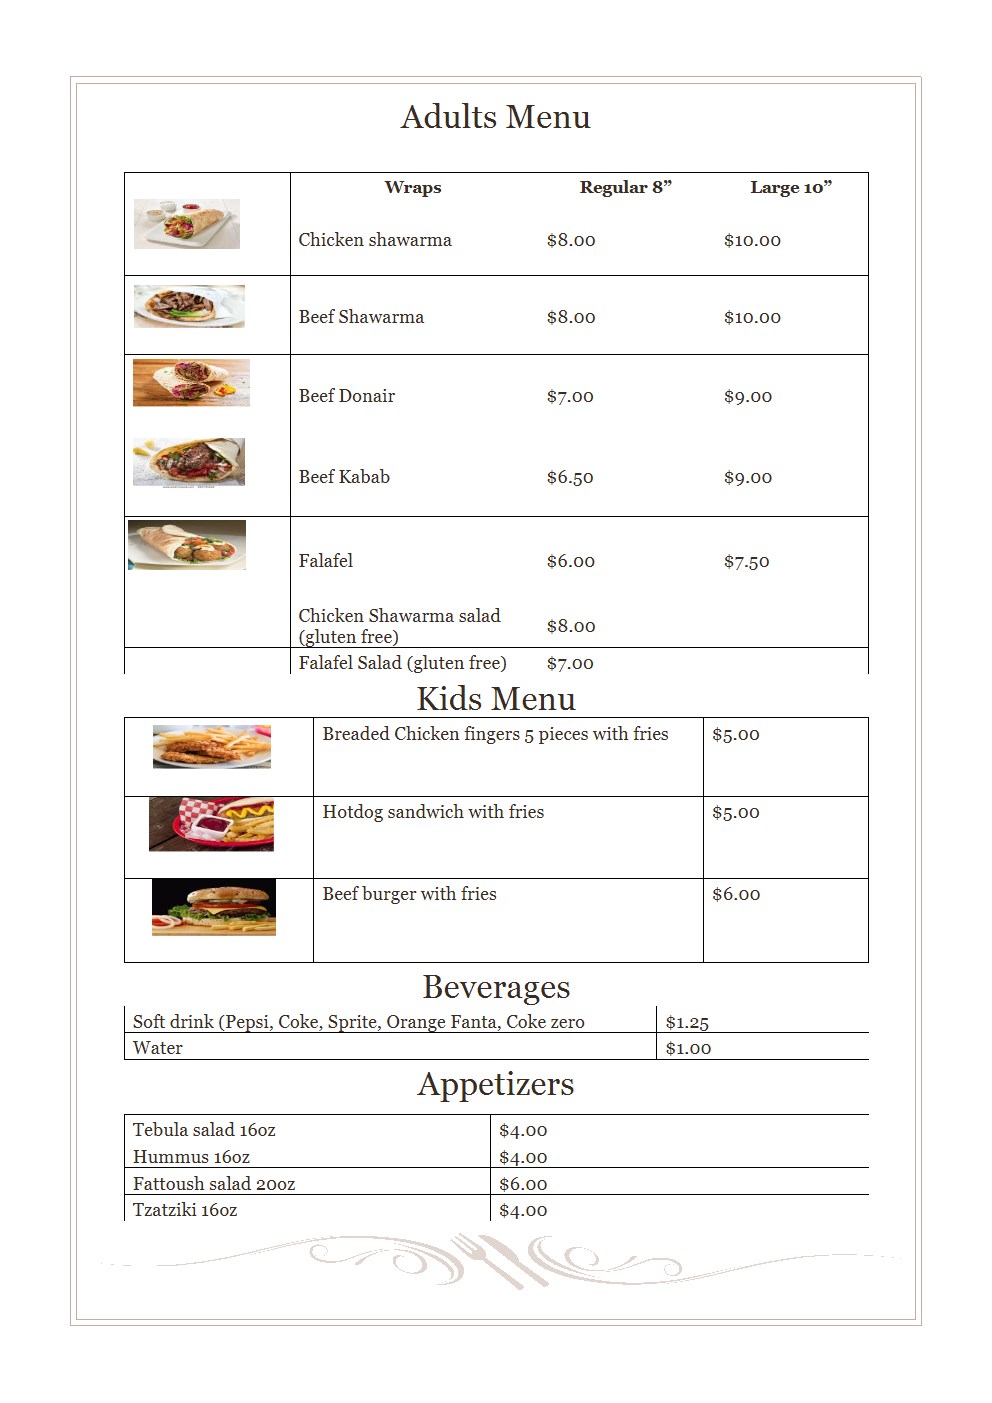 Adults Menu
Wraps Regular 8” Large 10”
Chicken shawarma $8.00 $10.00
Beef Shawarma $8.00 $10.00
Beef Donair $7.00 $9.00
Beef Kabab $6.50 $9.00
Falafel $6.00 $7.50
Chicken Shawarma salad
(gluten free) $8.00
Falafel Salad (gluten free) $7.00
Kids Menu
Breaded Chicken fingers 5 pieces with fries $5.00
Hotdog sandwich with fries $5.00
Beef burger with fries $6.00
Beverages
Soft drink (Pepsi, Coke, Sprite, Orange Fanta, Coke zero $1.25
Water $1.00
Appetizers
Tebula salad 16oz $4.00
Hummus 16oz $4.00
Fattoush salad 20oz $6.00
Tzatziki 16oz $4.00